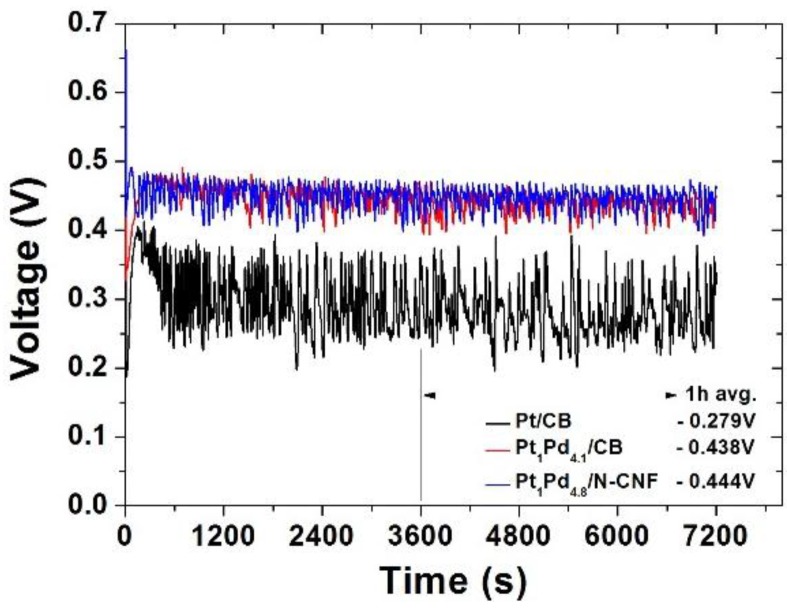 0.7
0.6
0.5
0.4
0.3
0.2
0.1
0.0
Voltage (V)
1h avg.
Pt/CB - 0.279V
Pt1Pd4.1/CB - 0.438V
Pt1Pd4.8/N-CNF - 0.444V
0 1200 2400 3600 4800 6000 7200
Time (s)